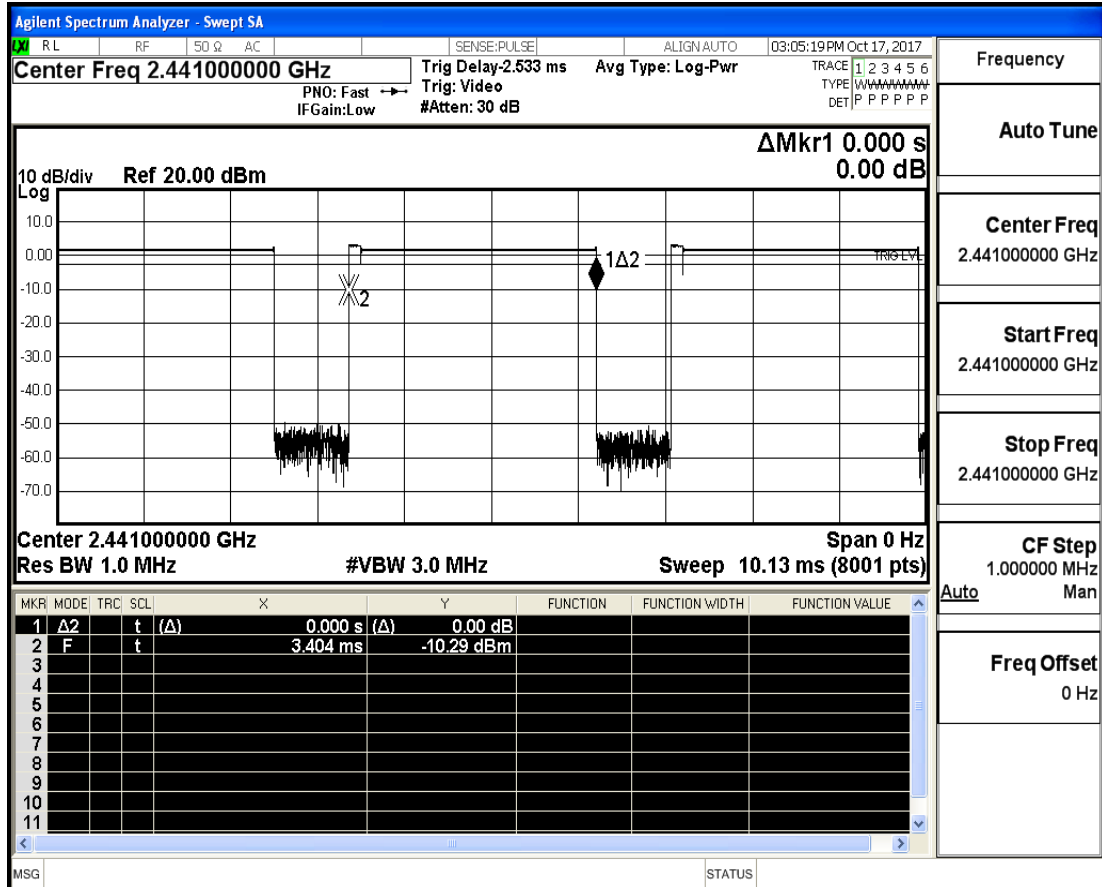 Agilent Spectrum Analyzer - Swept SA
LXI RL RF 50 Ω AC SENSE:PULSE ALIGN AUTO 03:05:19 PM Oct 17, 2017
Center Freq 2.441000000 GHz
PNO: Fast
IFGain:Low
Trig Delay-2.533 ms
Trig: Video
#Atten: 30 dB
Avg Type: Log-Pwr
TRACE 1 2 3 4 5 6
TYPE WWWWWWW
DET P P P P P P
ΔMkr1 0.000 s
0.00 dB
10 dB/div Ref 20.00 dBm
Log
10.0
0.00
-10.0
-20.0
-30.0
-40.0
-50.0
-60.0
-70.0
2
1Δ2
TRIG LVL
Center 2.441000000 GHz Span 0 Hz
Res BW 1.0 MHz #VBW 3.0 MHz Sweep 10.13 ms (8001 pts)
MKR MODE TRC SCL X Y FUNCTION FUNCTION WIDTH FUNCTION VALUE
1 Δ2 t (Δ) 0.000 s (Δ) 0.00 dB
2 F t 3.404 ms -10.29 dBm
3
4
5
6
7
8
9
10
11
MSG STATUS
Frequency
Auto Tune
Center Freq
2.441000000 GHz
Start Freq
2.441000000 GHz
Stop Freq
2.441000000 GHz
CF Step
1.000000 MHz
Auto Man
Freq Offset
0 Hz